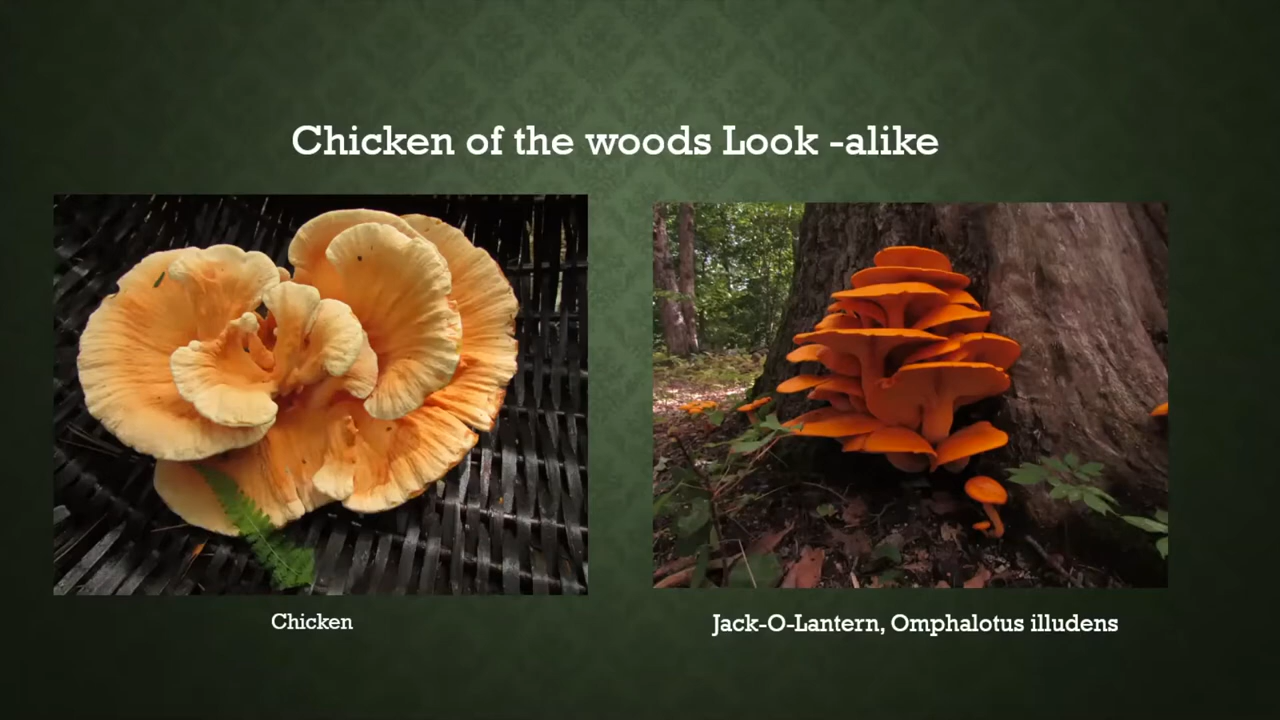 Chicken of the woods Look -alike
Chicken
Jack-O-Lantern, Omphalotus illudens